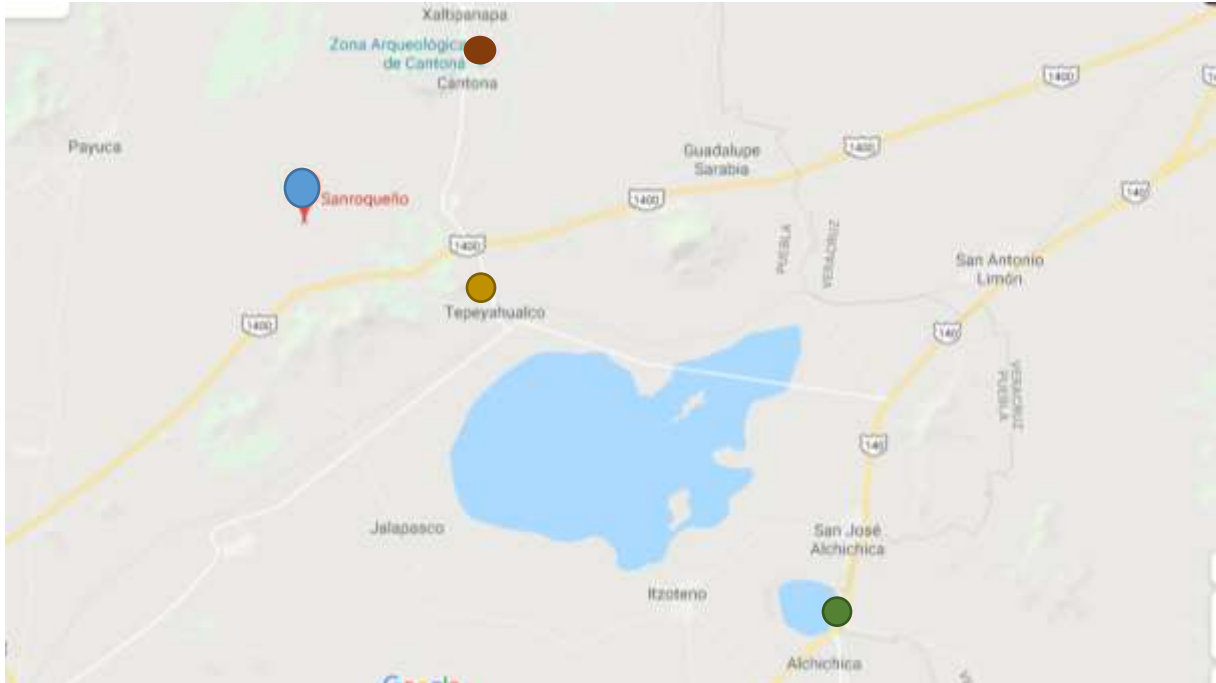 Xaltipanapa
Zona Arqueológica
de Cantona
Cantona
1400
Payuca
Guadalupe
Sarabia
1400
140
Sanroqueño
1400
1400
PUEBLA
VERACRUZ
San Antonio
Limón
Tepeyahualco
1400
140
VERACRUZ
PUEBLA
140
Jalapasco
San José
Alchichica
Itzoteno
Alchichica
Google